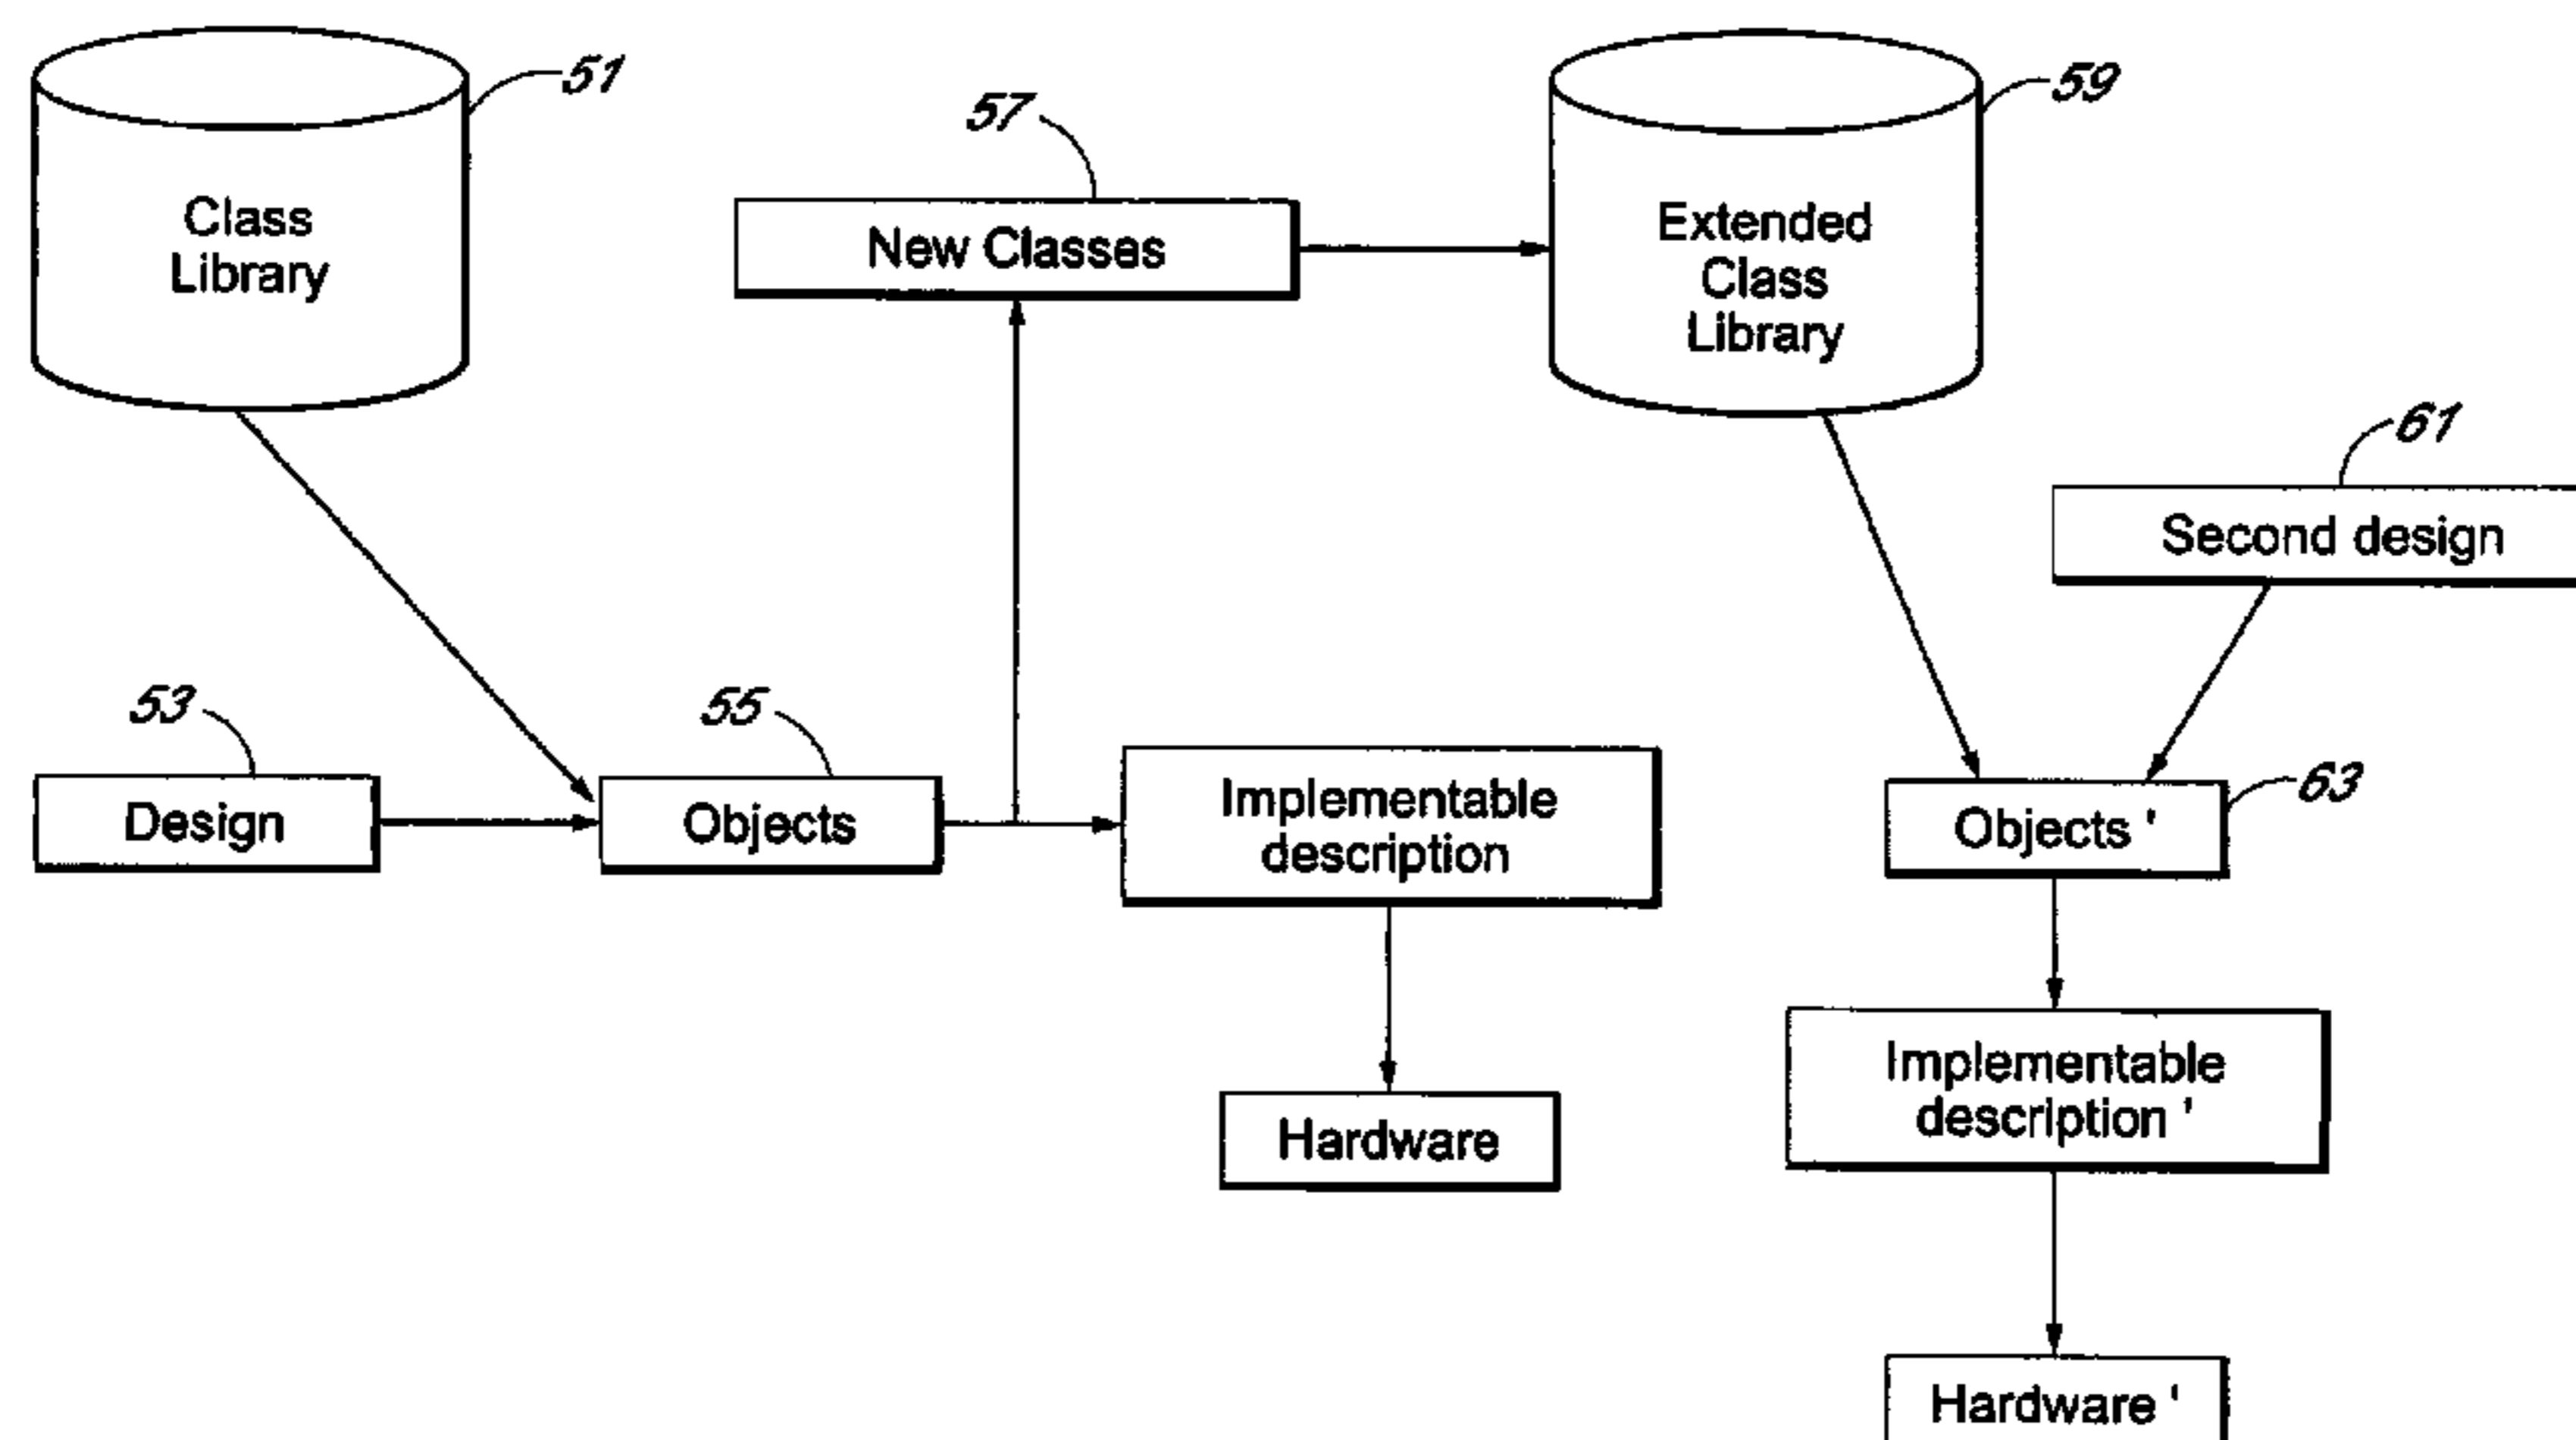 51
Class
Library
57
New Classes
59
Extended
Class
Library
61
Second design
53
Design
55
Objects
Implementable
description
Hardware
63
Objects '
Implementable
description '
Hardware '